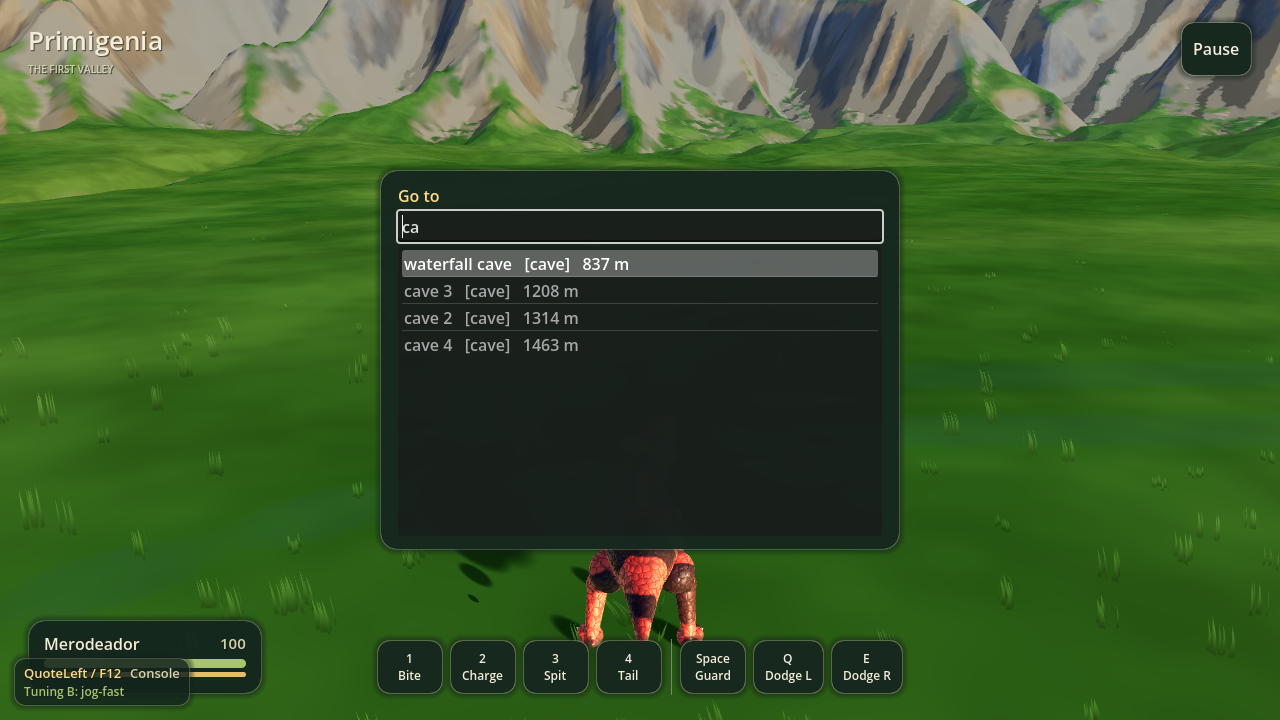 Primigenia
THE FIRST VALLEY
Pause
Go to
ca
waterfall cave [cave] 837 m
cave 3 [cave] 1208 m
cave 2 [cave] 1314 m
cave 4 [cave] 1463 m
Merodeador 100
QuoteLeft / F12 Console
Tuning B: jog-fast
1
Bite
2
Charge
3
Spit
4
Tail
Space
Guard
Q
Dodge L
E
Dodge R